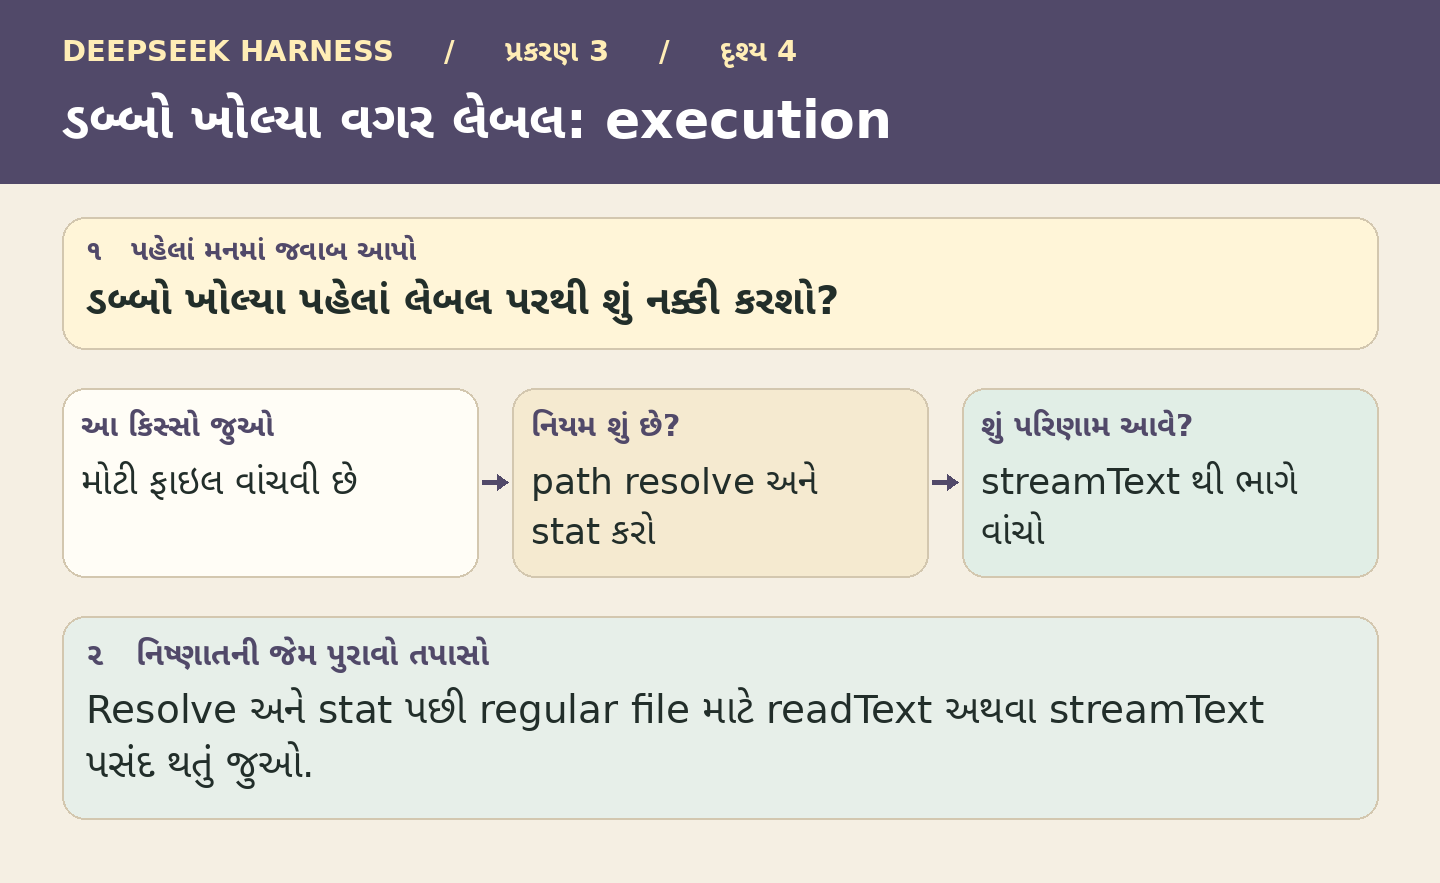 DEEPSEEK HARNESS / પ્રકરણ 3 / દૃશ્ય 4
ડબ્બો ખોલ્યા વગર લેબલ: execution
૧ પહેલાં મનમાં જવાબ આપો
ડબ્બો ખોલ્યા પહેલાં લેબલ પરથી શું નક્કી કરશો?
આ કિસ્સો જુઓ
મોટી ફાઇલ વાંચવી છે
નિયમ શું છે?
path resolve અને
stat કરો
શું પરિણામ આવે?
streamText થી ભાગે
વાંચો
૨ નિષ્ણાતની જેમ પુરાવો તપાસો
Resolve અને stat પછી regular file માટે readText અથવા streamText
પસંદ થતું જુઓ.